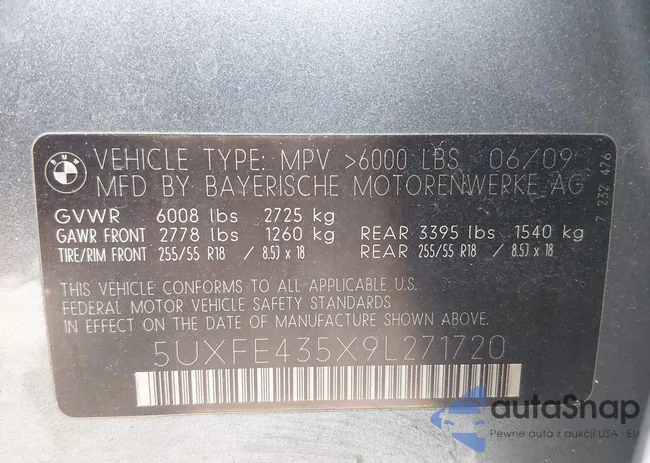 BMW
VEHICLE TYPE: MPV >6000 LBS 06/09
MFD BY BAYERISCHE MOTORENWERKE AG
GVWR 6008 lbs 2725 kg
GAWR FRONT 2778 lbs 1260 kg REAR 3395 lbs 1540 kg
TIRE/RIM FRONT 255/55 R18 / 8.5J x 18 REAR 255/55 R18 / 8.5J x 18
THIS VEHICLE CONFORMS TO ALL APPLICABLE U.S.
FEDERAL MOTOR VEHICLE SAFETY STANDARDS
IN EFFECT ON THE DATE OF MANUFACTURE SHOWN ABOVE.
5UXFE435X9L271720
7 232 476
autoSnap
Pewne auta z aukcji USA i EU